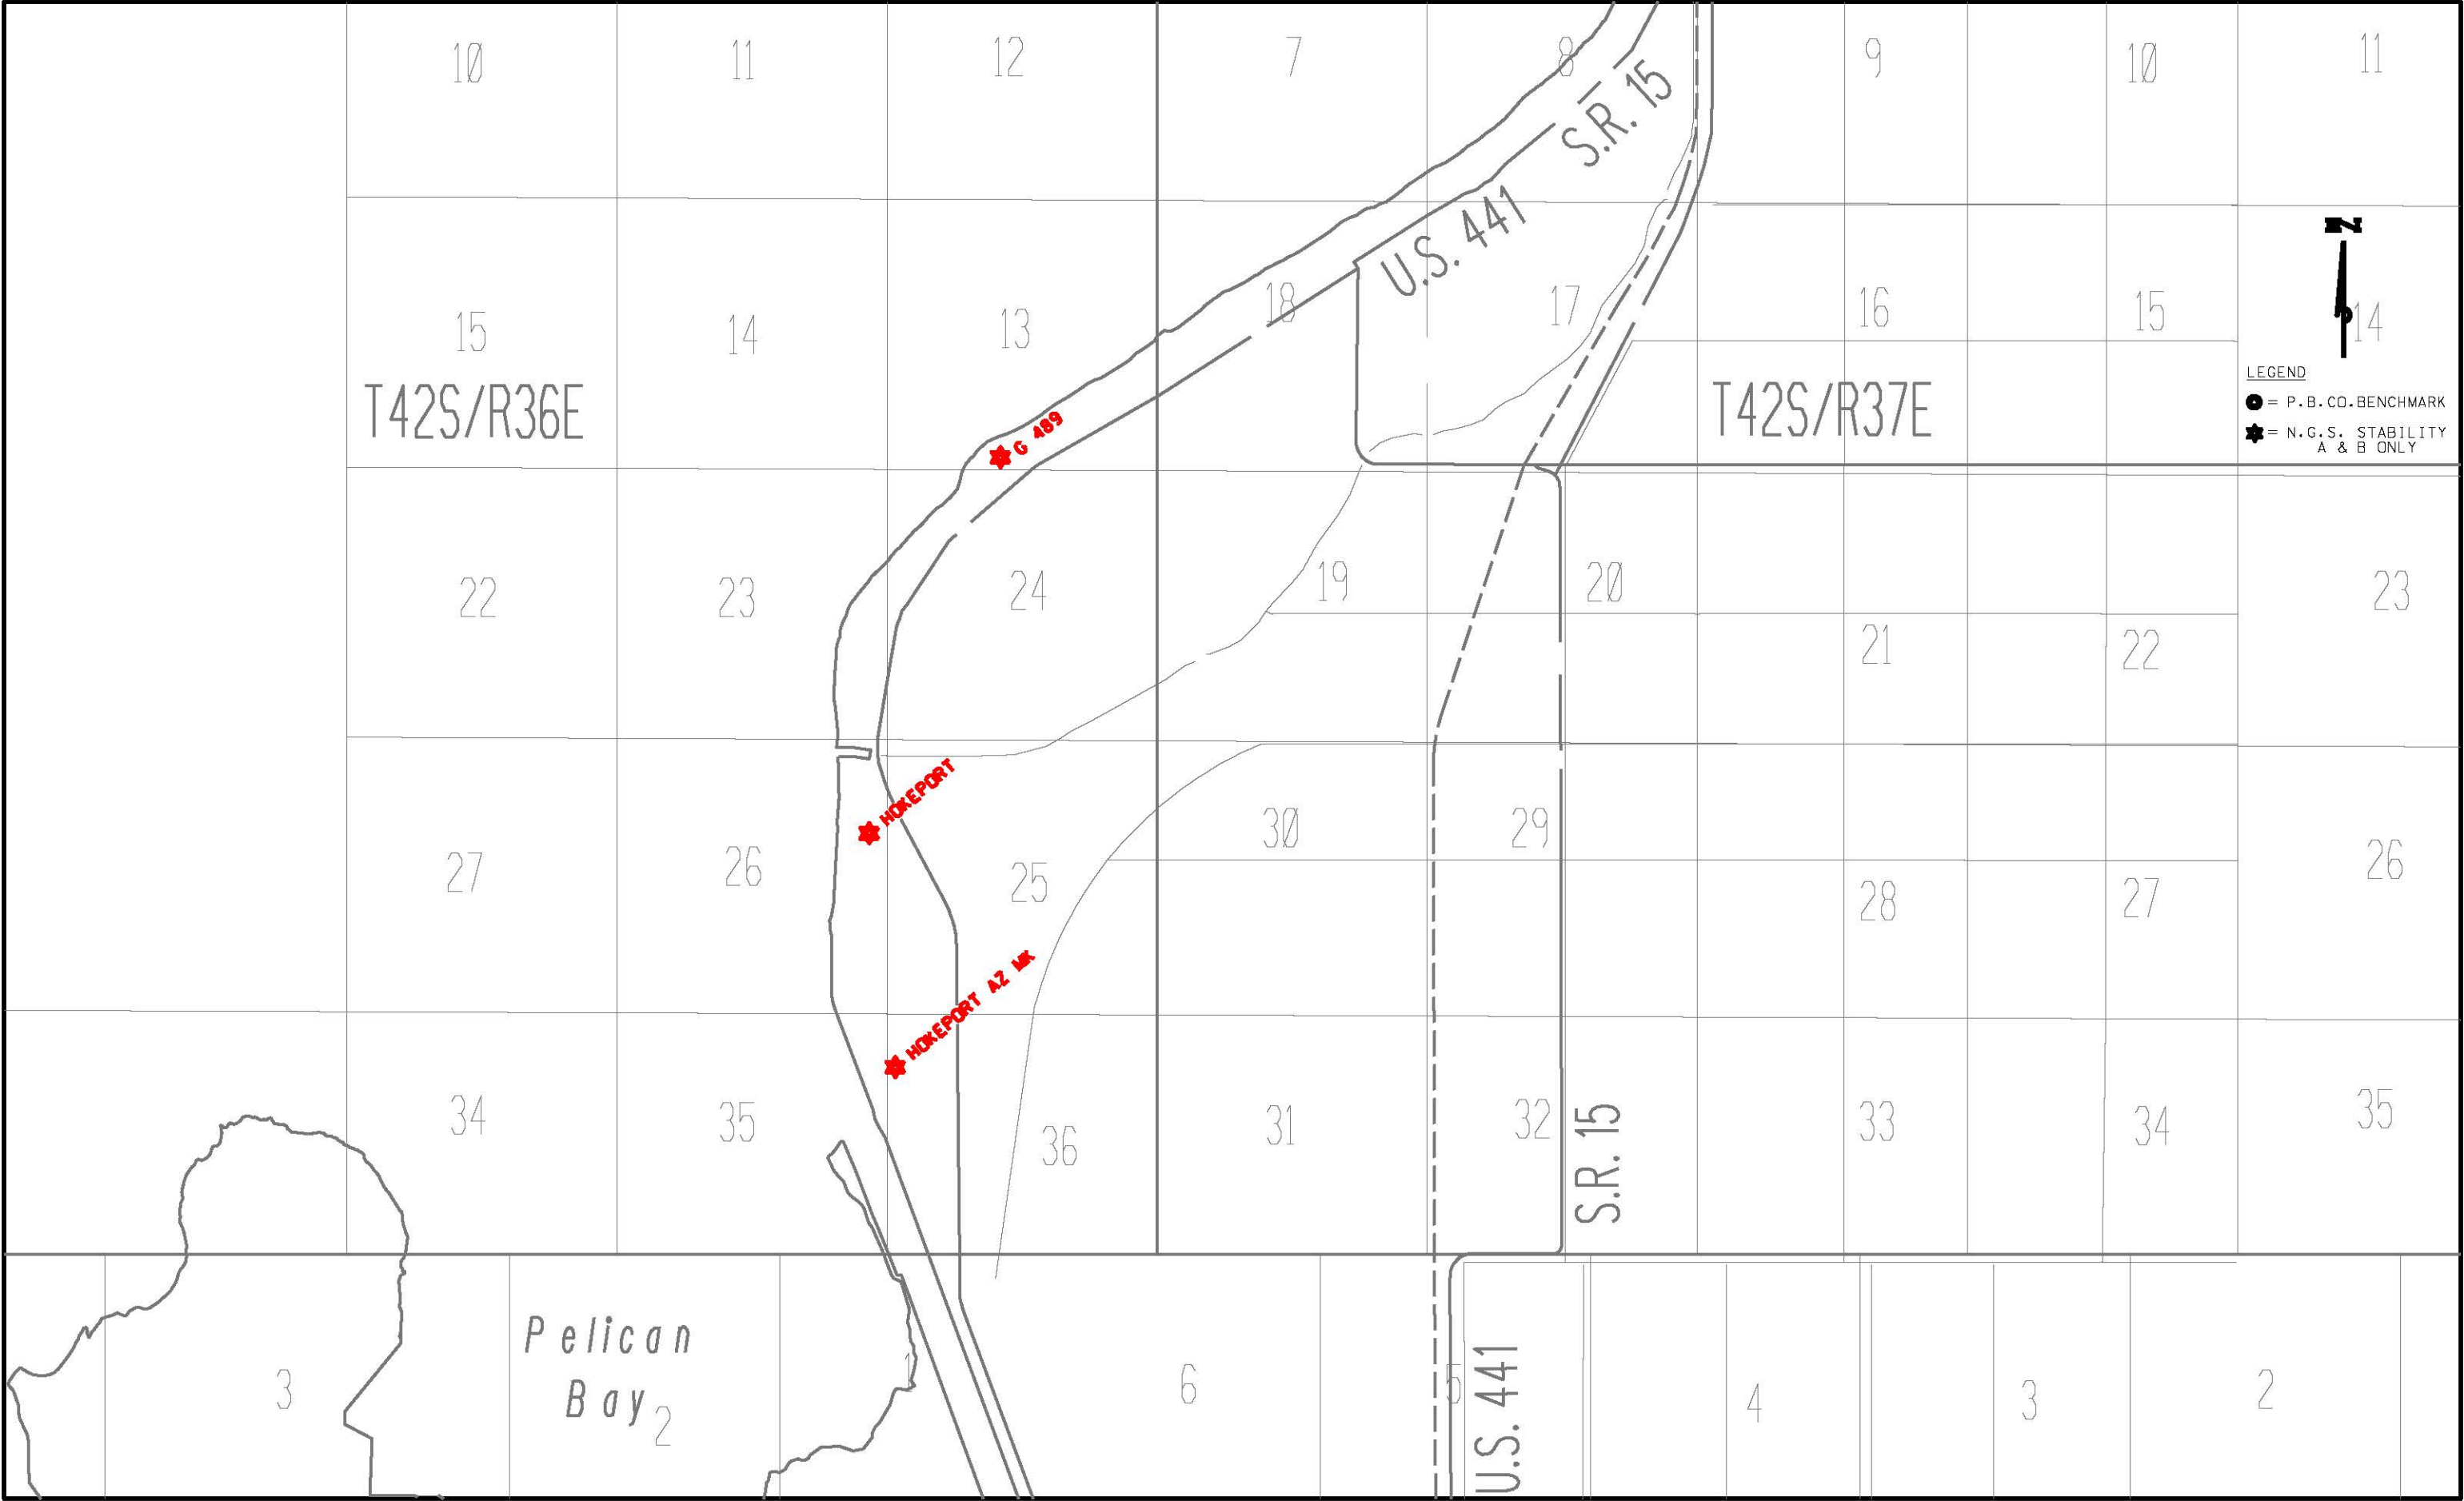 10 11 12 7 8 9 10 11
S.R. 15
U.S. 441
N
15 14 13 18 17 16 15 14
T42S/R36E
T42S/R37E
LEGEND
= P.B.CO.BENCHMARK
= N.G.S. STABILITY
A & B ONLY
G 489
22 23 24 19 20 21 22 23
HOKEPORT
27 26 25 30 29 28 27 26
HOKEPORT AZ MK
34 35 36 31 32 33 34 35
S.R. 15
Pelican
Bay
3 2 1 6 5 4 3 2
U.S. 441